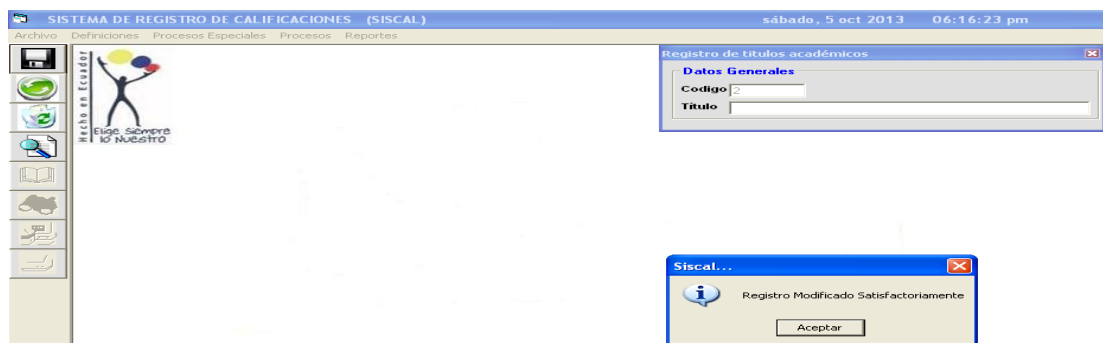 SISTEMA DE REGISTRO DE CALIFICACIONES (SISCAL) sábado, 5 oct 2013 06:16:23 pm
Archivo Definiciones Procesos Especiales Procesos Reportes
Hecho en Ecuador
Elige siempre
lo Nuestro
Registro de titulos académicos
Datos Generales
Codigo 2
Título
Siscal...
Registro Modificado Satisfactoriamente
Aceptar